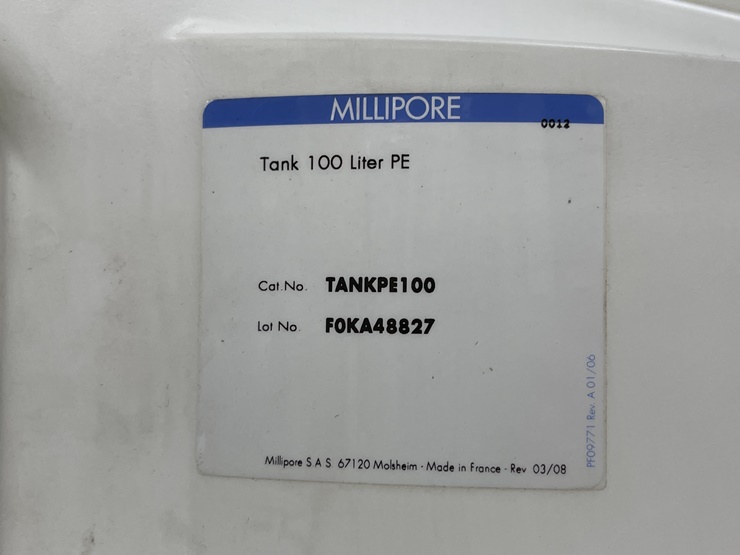 MILLIPORE
0012
Tank 100 Liter PE
Cat.No. TANKPE100
Lot No. F0KA48827
PF09771 Rev. A 01/06
Millipore S.A.S. 67120 Molsheim - Made in France - Rev 03/08